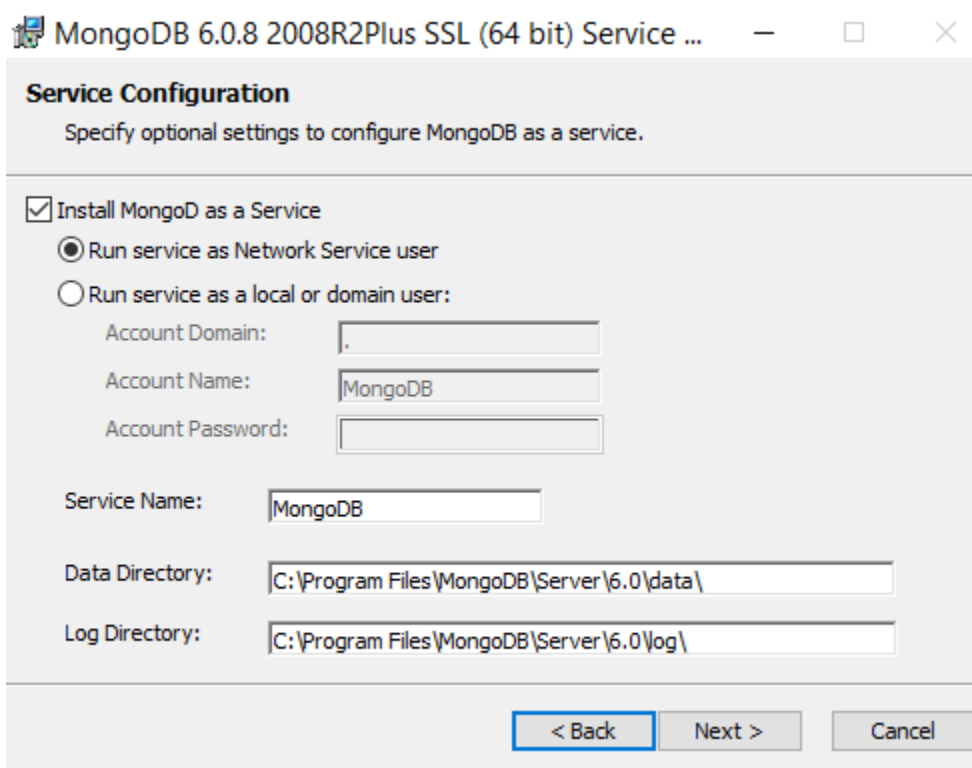 MongoDB 6.0.8 2008R2Plus SSL (64 bit) Service ...
Service Configuration
Specify optional settings to configure MongoDB as a service.
Install MongoD as a Service
Run service as Network Service user
Run service as a local or domain user:
Account Domain: .
Account Name: MongoDB
Account Password:
Service Name: MongoDB
Data Directory: C:\Program Files\MongoDB\Server\6.0\data\
Log Directory: C:\Program Files\MongoDB\Server\6.0\log\
< Back Next > Cancel